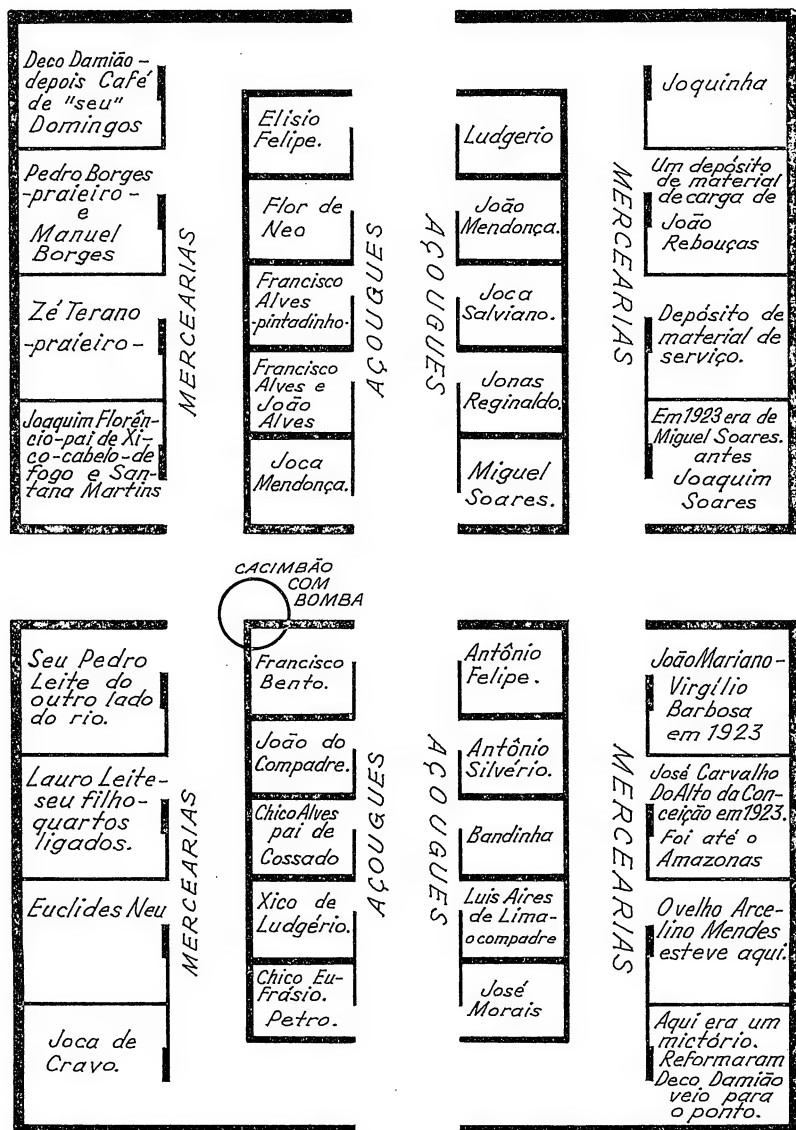 Deco Damião-
depois Café
de "seu"
Domingos
Pedro Borges
-praieiro-
e
Manuel
Borges
Zé Terano
-praieiro-
Joaquim Florên-
cio-pai de Xi-
co-cabelo-de
fogo e San-
tana Martins
MERCEARIAS
Elisio
Felipe.
Flor de
Neo
Francisco
Alves
-pintadinho-
Francisco
Alves e
João
Alves
Joca
Mendonça.
AÇOUGUES
AÇOUGUES
Ludgerio
João
Mendonça.
Joca
Salviano.
Jonas
Reginaldo.
Miguel
Soares.
MERCEARIAS
Joquinha
Um depósito
de material
de carga de
João
Rebouças
Depósito de
material de
serviço.
Em 1923 era de
Miguel Soares.
antes
Joaquim
Soares
CACIMBÃO
COM
BOMBA
Seu Pedro
Leite do
outro lado
do rio.
Lauro Leite-
seu filho-
quartos
ligados.
Euclides Neu
Joca de
Cravo.
MERCEARIAS
Francisco
Bento.
João do
Compadre.
Chico Alves
pai de
Cossado
Xico de
Ludgério.
Chico Eu-
frásio.
Petro.
AÇOUGUES
AÇOUGUES
Antônio
Felipe.
Antônio
Silvério.
Bandinha
Luis Aires
de Lima-
o compadre
José
Morais
MERCEARIAS
João Mariano-
Virgílio
Barbosa
em 1923
José Carvalho
Do Alto da Con-
ceição em 1923.
Foi até o
Amazonas
O velho Arce-
lino Mendes
esteve aqui.
Aqui era um
mictório.
Reformaram
Deco Damião
veio para
o ponto.